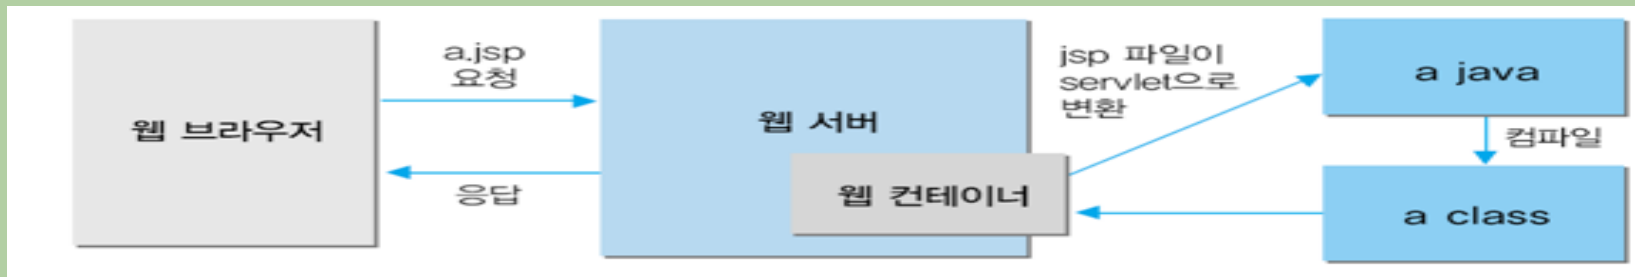 웹 브라우저
a.jsp
요청
응답
웹 서버
웹 컨테이너
jsp 파일이
servlet으로
변환
a java
컴파일
a class